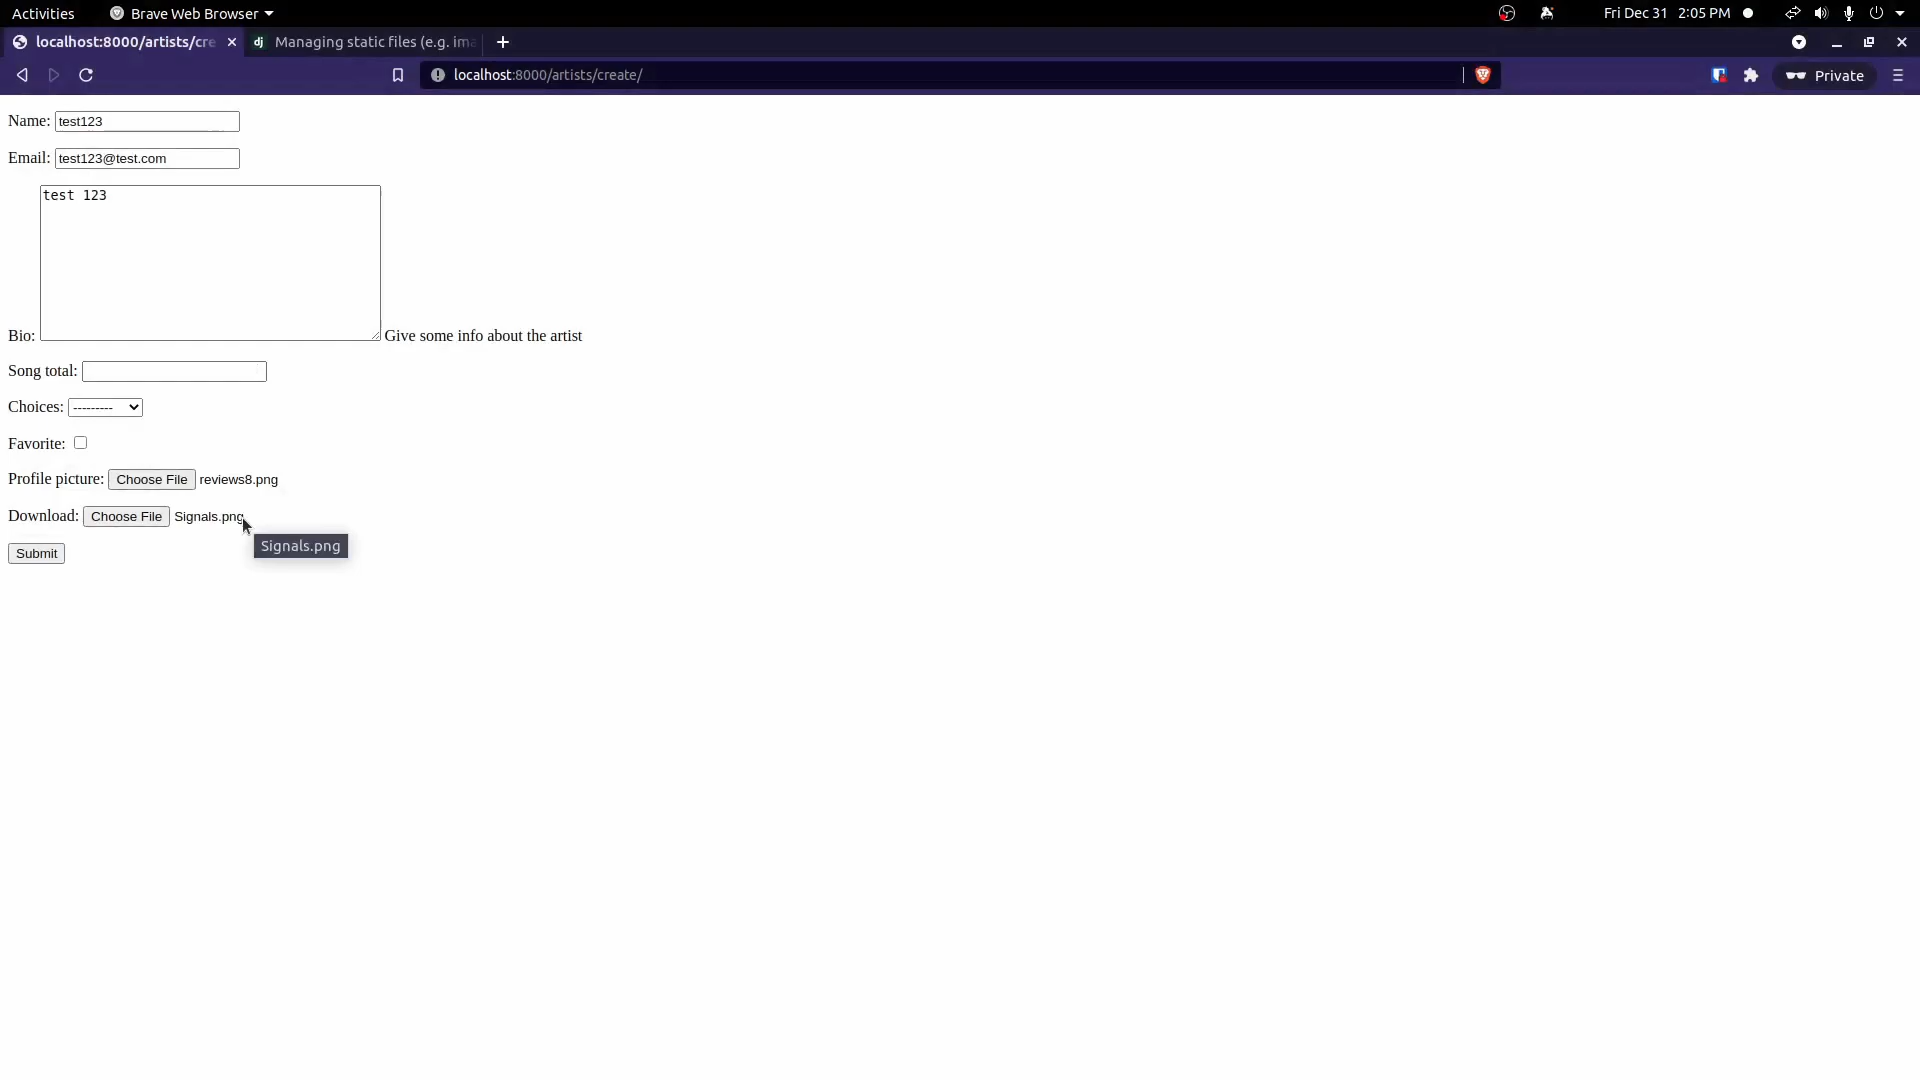 Activities Brave Web Browser Fri Dec 31 2:05 PM
localhost:8000/artists/cre Managing static files (e.g. ima
localhost:8000/artists/create/ Private
Name: test123
Email: test123@test.com
test 123
Bio: Give some info about the artist
Song total:
Choices: ---------
Favorite:
Profile picture: Choose File reviews8.png
Download: Choose File Signals.png
Signals.png
Submit